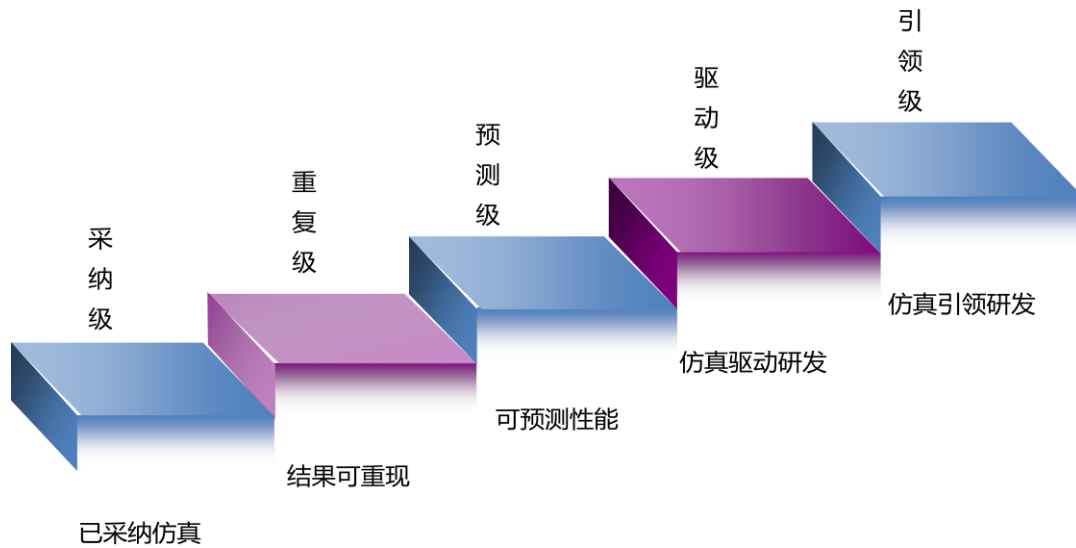 采纳级
已采纳仿真
重复级
结果可重现
预测级
可预测性能
驱动级
仿真驱动研发
引领级
仿真引领研发